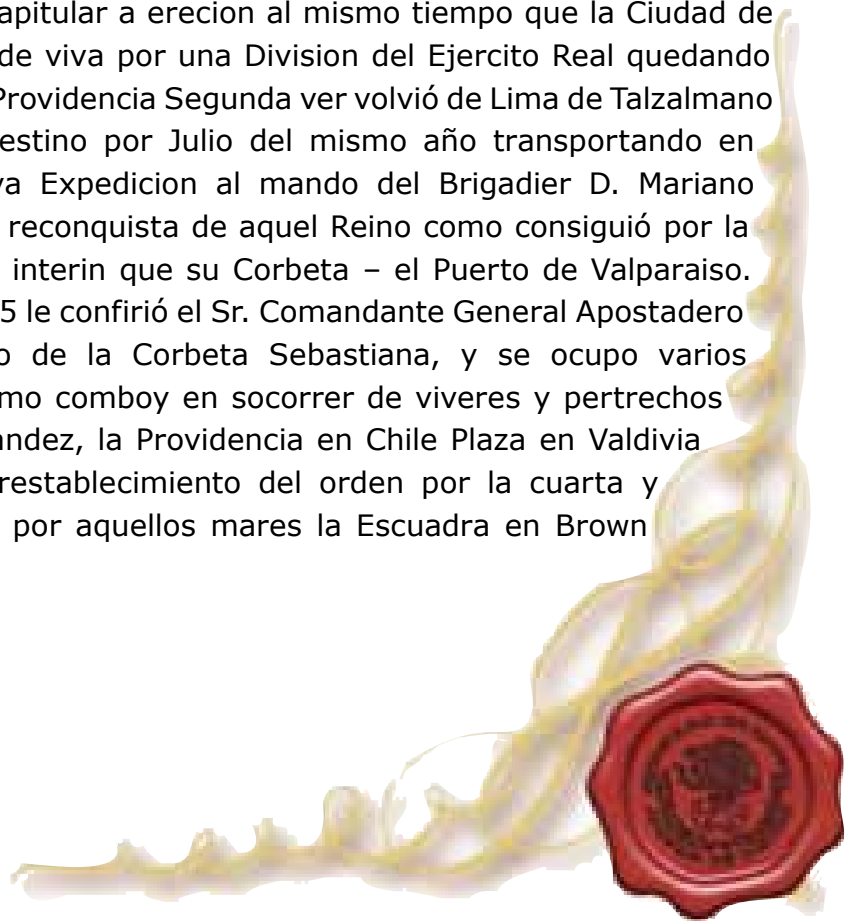 apitular a erecion al mismo tiempo que la Ciudad de
de viva por una Division del Ejercito Real quedando
Providencia Segunda ver volvió de Lima de Talzalmano
estino por Julio del mismo año transportando en
va Expedicion al mando del Brigadier D. Mariano
reconquista de aquel Reino como consiguió por la
interin que su Corbeta – el Puerto de Valparaiso.
5 le confirió el Sr. Comandante General Apostadero
o de la Corbeta Sebastiana, y se ocupo varios
mo comboy en socorrer de viveres y pertrechos
andez, la Providencia en Chile Plaza en Valdivia
restablecimiento del orden por la cuarta y
por aquellos mares la Escuadra en Brown